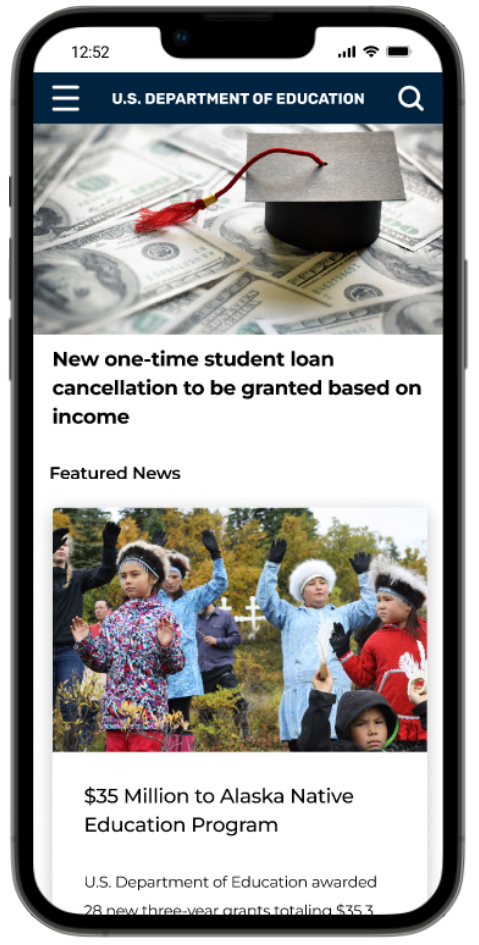 12:52
U.S. DEPARTMENT OF EDUCATION
New one-time student loan
cancellation to be granted based on
income
Featured News
$35 Million to Alaska Native
Education Program
U.S. Department of Education awarded
28 new three-year grants totaling $35.3